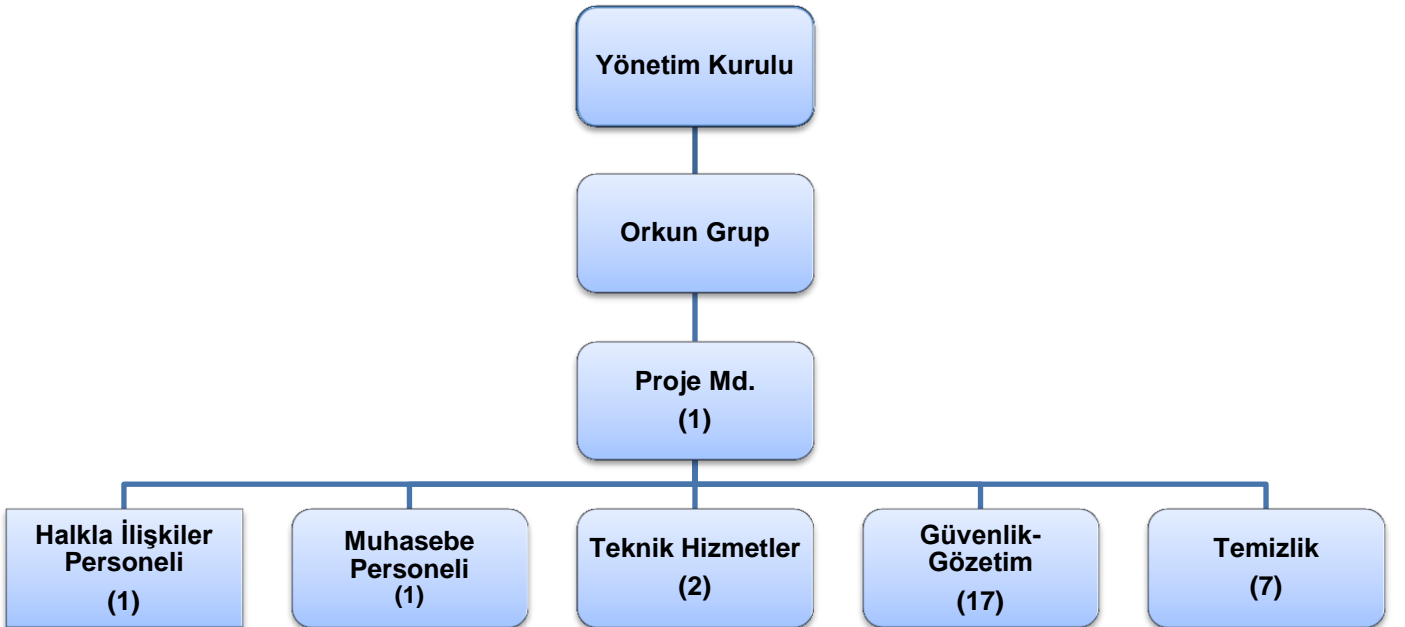 Yönetim Kurulu
Orkun Grup
Proje Md.
(1)
Halkla İlişkiler
Personeli
(1)
Muhasebe
Personeli
(1)
Teknik Hizmetler
(2)
Güvenlik-
Gözetim
(17)
Temizlik
(7)